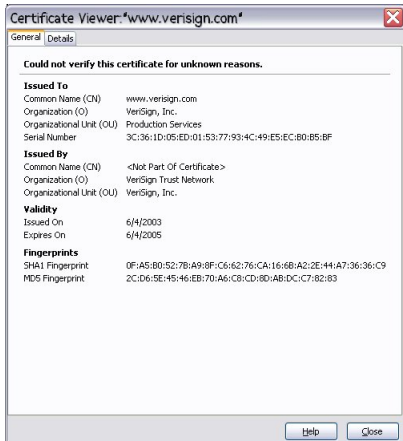 Certificate Viewer:"www.verisign.com"
General Details
Could not verify this certificate for unknown reasons.
Issued To
Common Name (CN) www.verisign.com
Organization (O) VeriSign, Inc.
Organizational Unit (OU) Production Services
Serial Number 3C:36:1D:05:ED:01:53:77:93:4C:49:E5:EC:B0:B5:BF
Issued By
Common Name (CN) <Not Part Of Certificate>
Organization (O) VeriSign Trust Network
Organizational Unit (OU) VeriSign, Inc.
Validity
Issued On 6/4/2003
Expires On 6/4/2005
Fingerprints
SHA1 Fingerprint 0F:A5:B0:52:7B:A9:8F:C6:62:76:CA:16:6B:A2:2E:44:A7:36:36:C9
MD5 Fingerprint 2C:D6:5E:45:46:EB:70:A6:C8:CD:8D:AB:DC:C7:82:83
Help Close